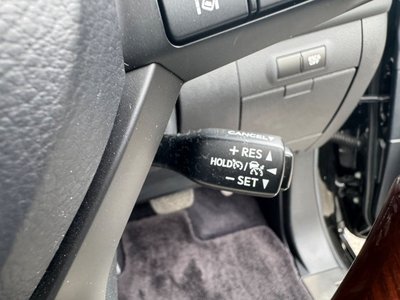 CANCEL
+ RES ▲
HOLD / ◀
– SET ▼